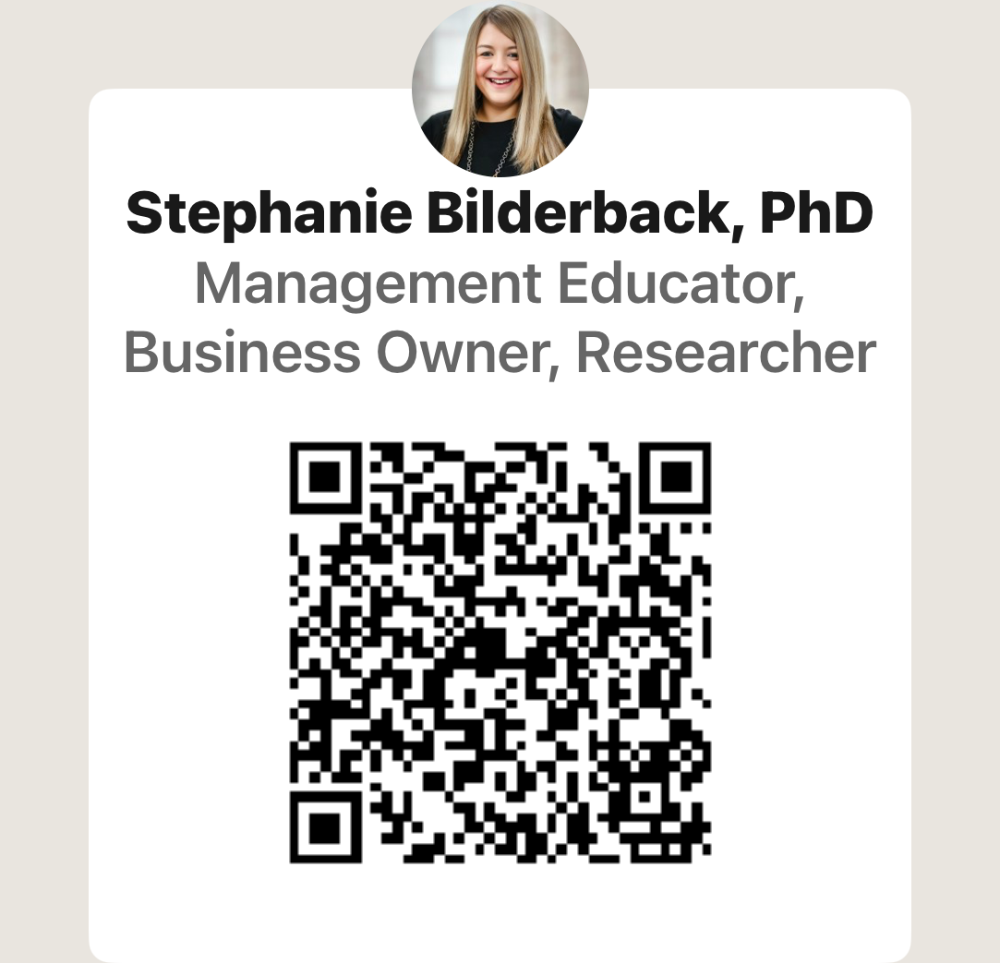 Stephanie Bilderback, PhD
Management Educator,
Business Owner, Researcher